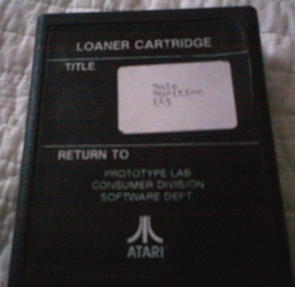 LOANER CARTRIDGE
TITLE
RETURN TO
PROTOTYPE LAB
CONSUMER DIVISION
SOFTWARE DEPT
ATARI